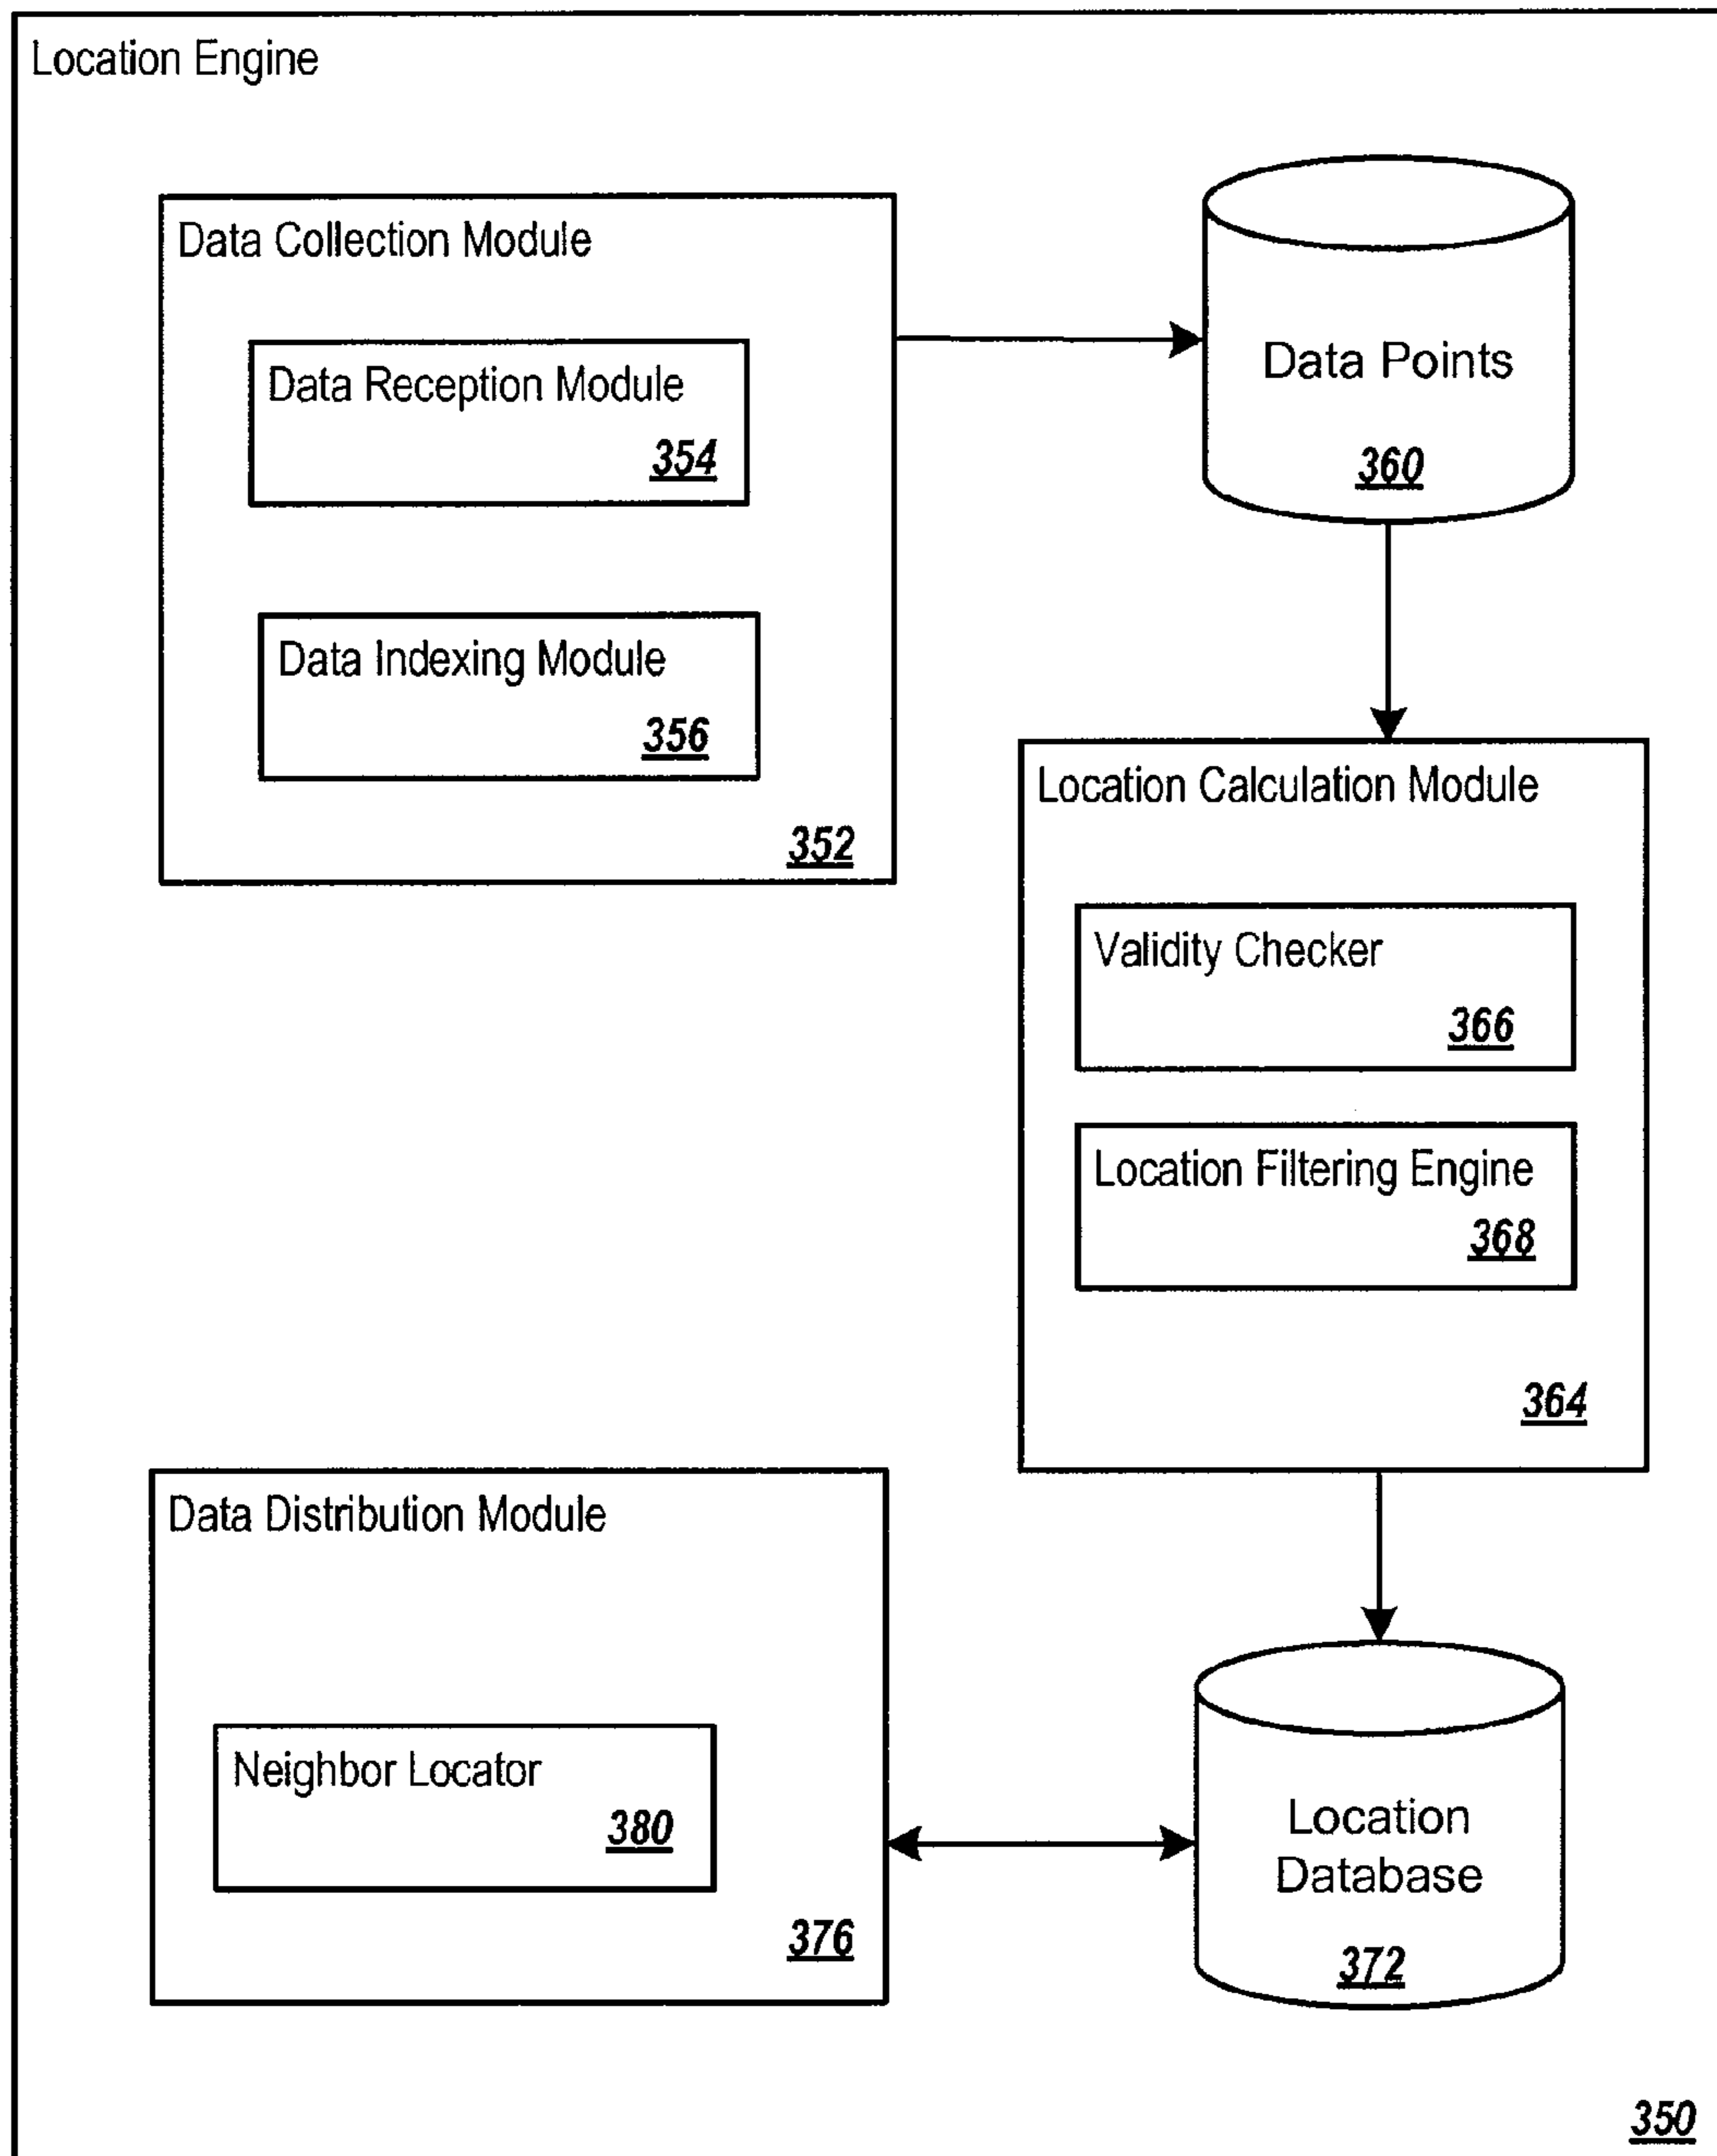 Location Engine
Data Collection Module
Data Reception Module
354
Data Indexing Module
356
352
Data Points
360
Location Calculation Module
Validity Checker
366
Location Filtering Engine
368
364
Data Distribution Module
Neighbor Locator
380
376
Location
Database
372
350